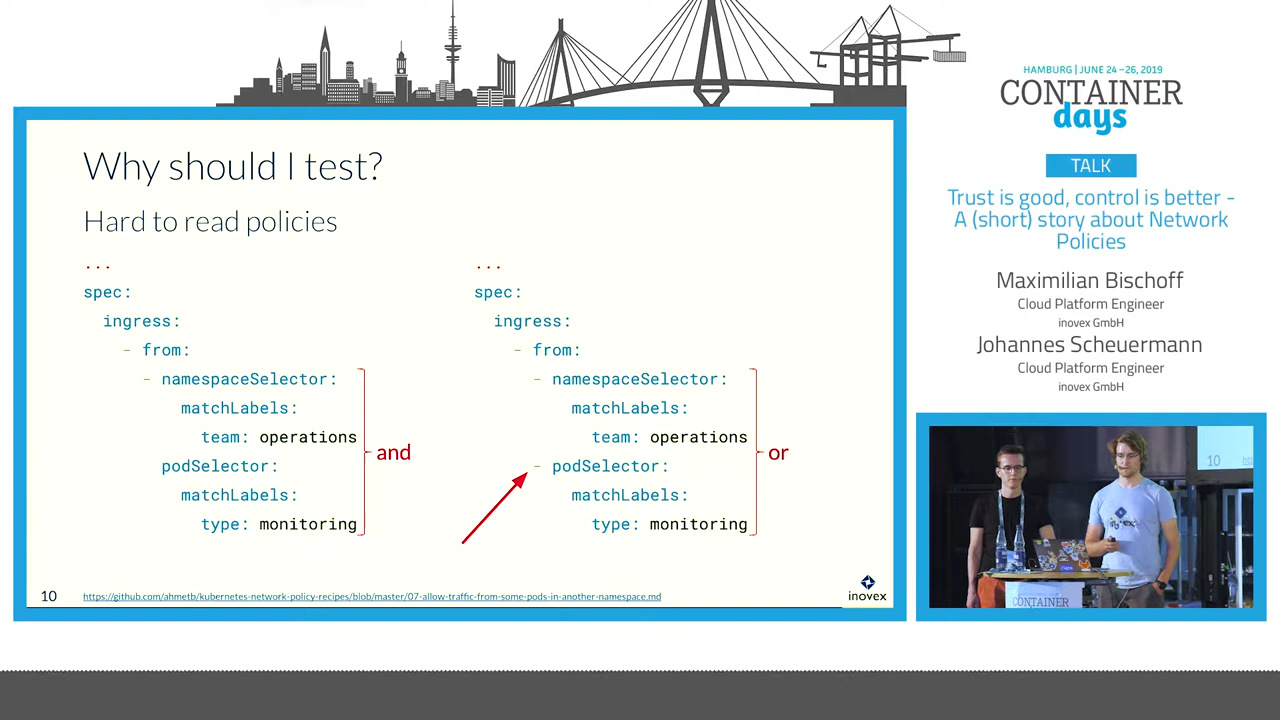 HAMBURG | JUNE 24 – 26, 2019
CONTAINER
days
TALK
Trust is good, control is better -
A (short) story about Network
Policies
Maximilian Bischoff
Cloud Platform Engineer
inovex GmbH
Johannes Scheuermann
Cloud Platform Engineer
inovex GmbH
Why should I test?
Hard to read policies
...
spec:
ingress:
- from:
- namespaceSelector:
matchLabels:
team: operations
podSelector:
matchLabels:
type: monitoring
and
...
spec:
ingress:
- from:
- namespaceSelector:
matchLabels:
team: operations
- podSelector:
matchLabels:
type: monitoring
or
10
https://github.com/ahmetb/kubernetes-network-policy-recipes/blob/master/07-allow-traffic-from-some-pods-in-another-namespace.md
inovex
10
inovex
CONTAINER